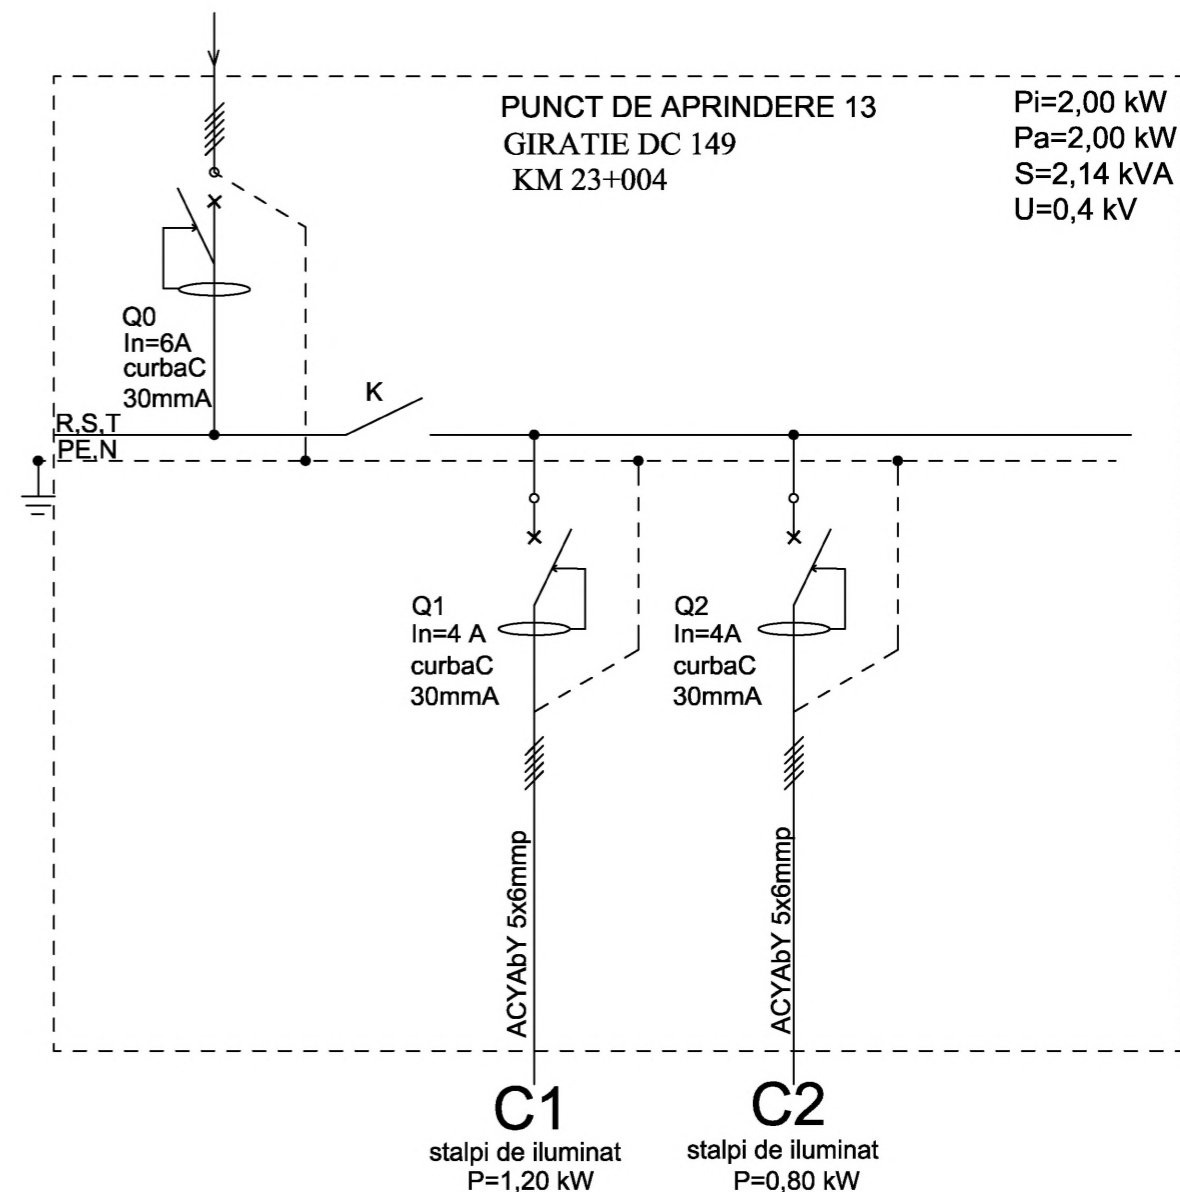 PUNCT DE APRINDERE 13
GIRATIE DC 149
KM 23+004
Pi=2,00 kW
Pa=2,00 kW
S=2,14 kVA
U=0,4 kV
Q0
In=6A
curbaC
30mmA
K
R,S,T
PE,N
Q1
In=4 A
curbaC
30mmA
Q2
In=4A
curbaC
30mmA
ACYAbY 5x6mmp
ACYAbY 5x6mmp
C1
stalpi de iluminat
P=1,20 kW
C2
stalpi de iluminat
P=0,80 kW